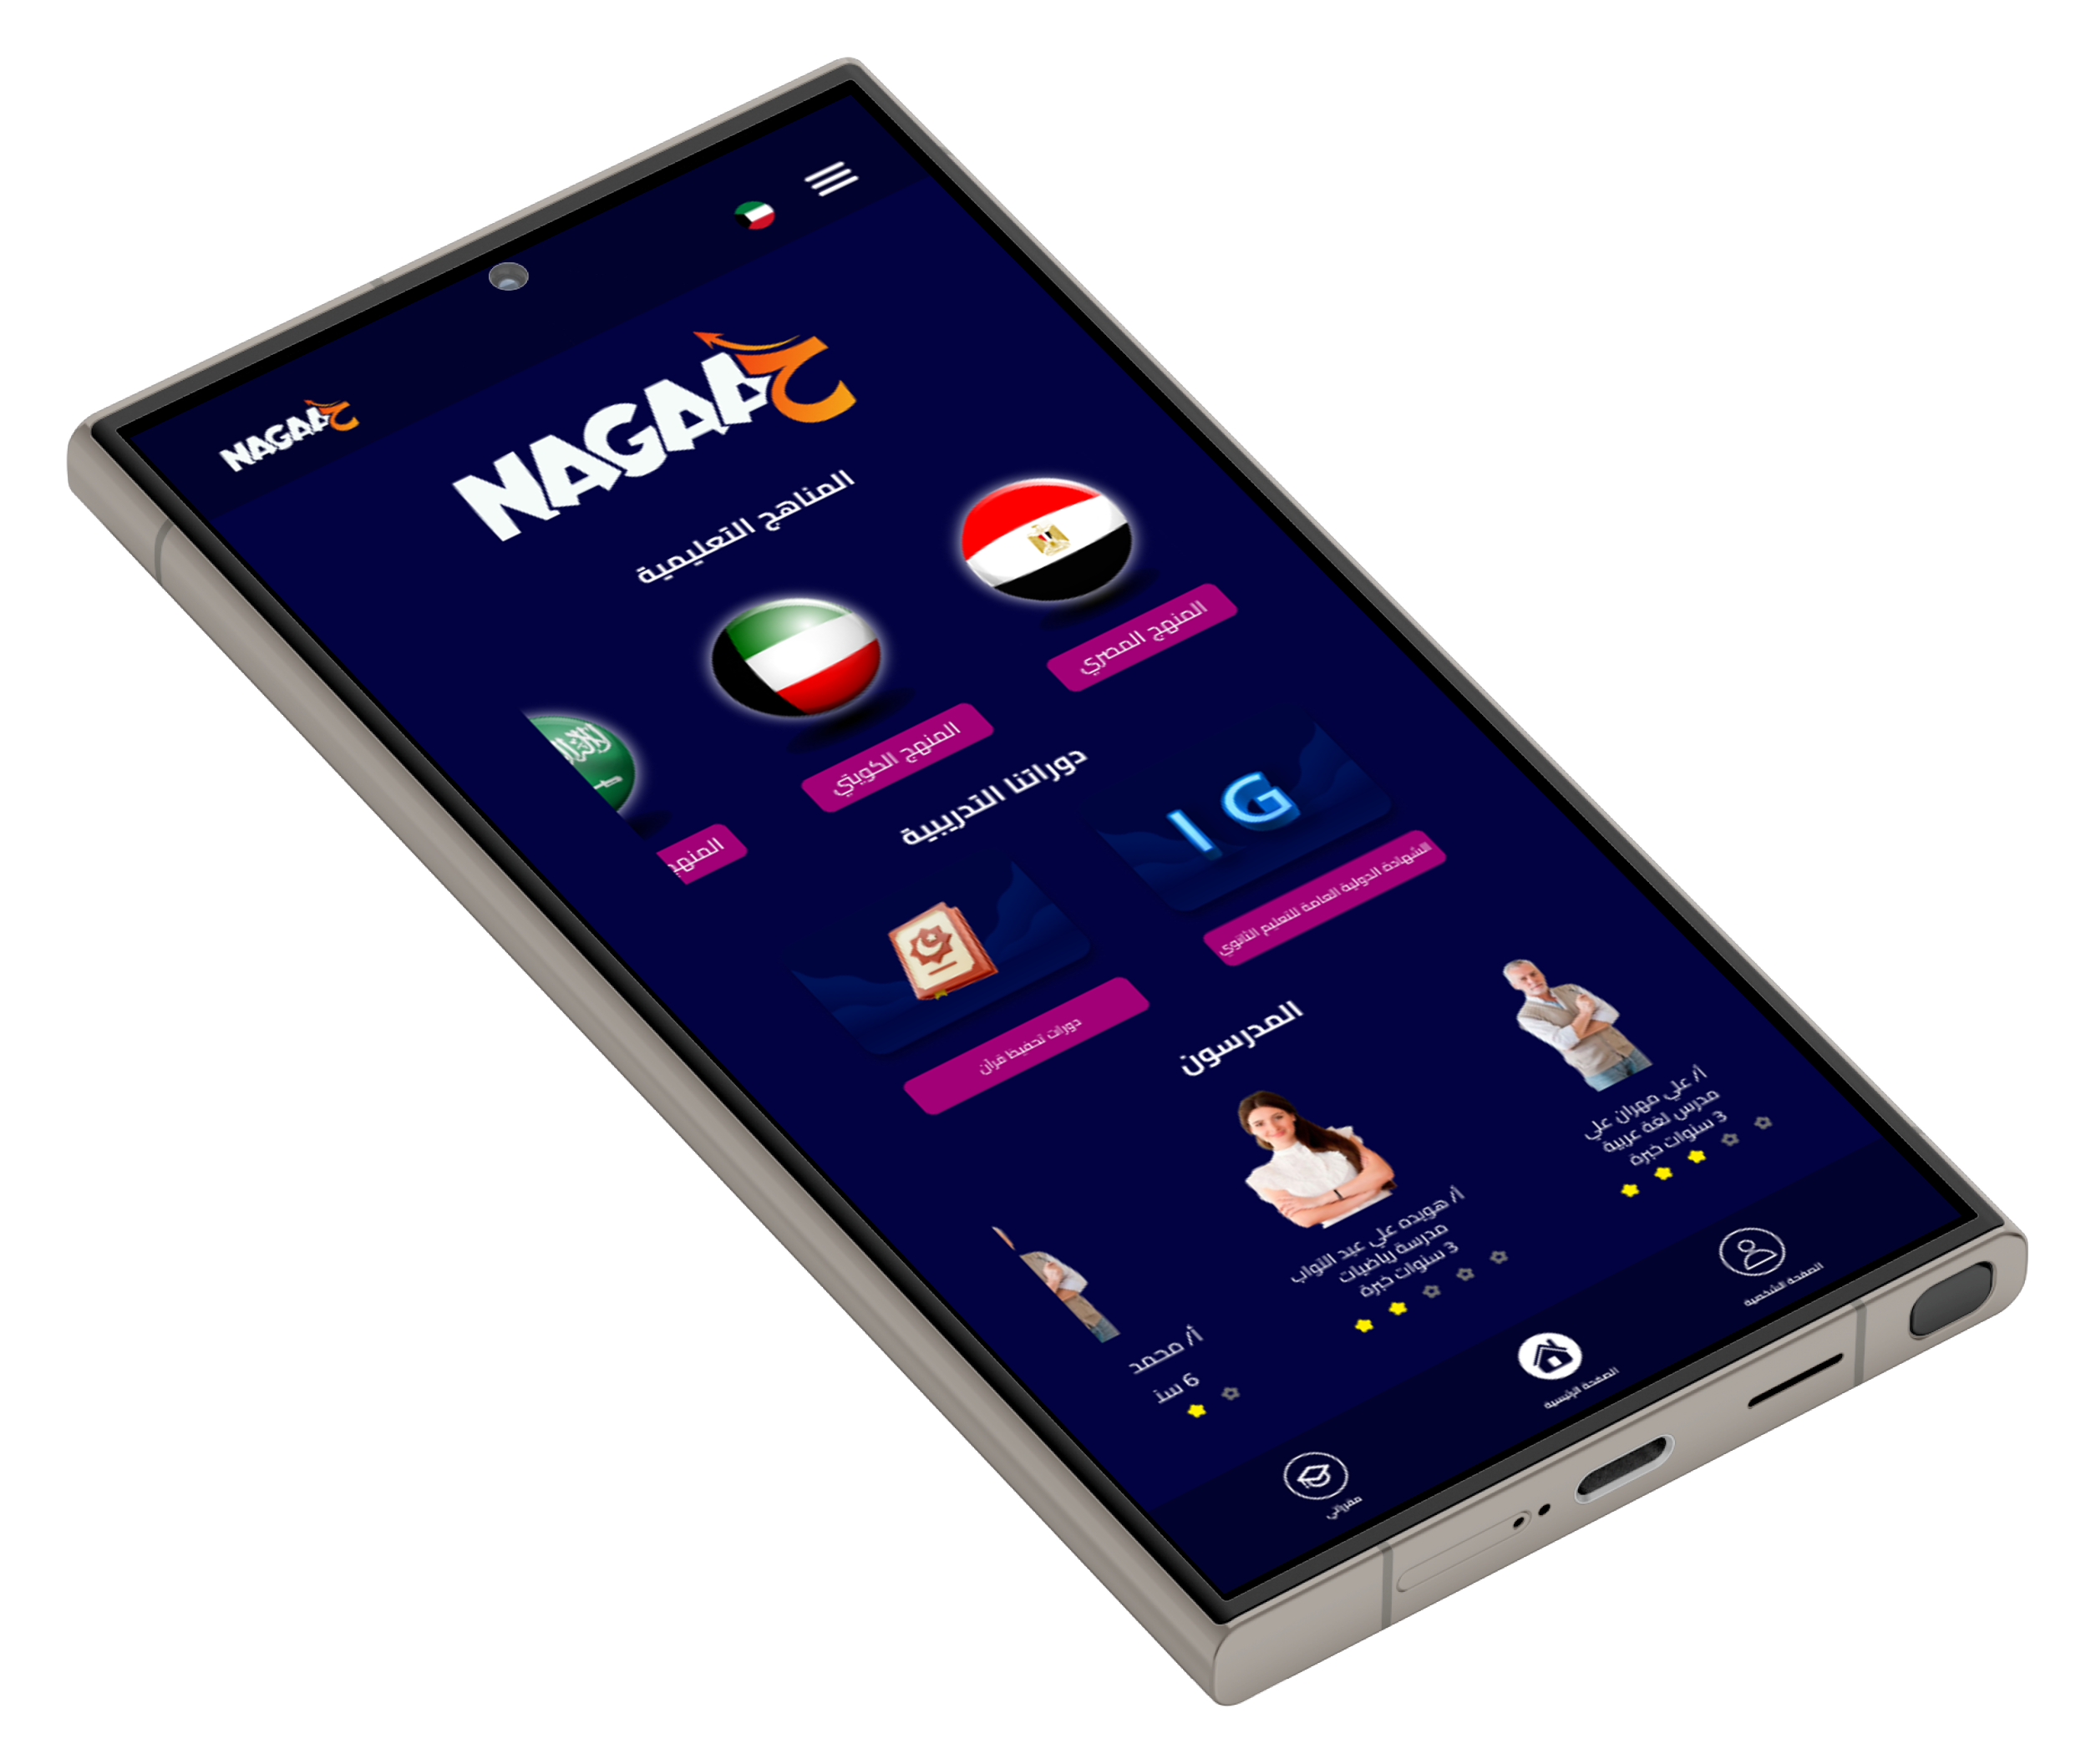 NAGAAح
NAGAAح
المناهج التعليمية
المنهج المصري
المنهج الكويتي
المنهج
دوراتنا التدريبية
IG
الشهادة الدولية العامة للتعليم الثانوي
دورات تحفيظ قرآن
المدرسون
أ/ علي مهران علي
مدرس لغة عربية
3 سنوات خبرة
أ/ هويده علي عبد التواب
مدرسة رياضيات
3 سنوات خبرة
أ/ محمد
6 سن
الصفحة الشخصية
الصفحة الرئيسية
مقرراتي